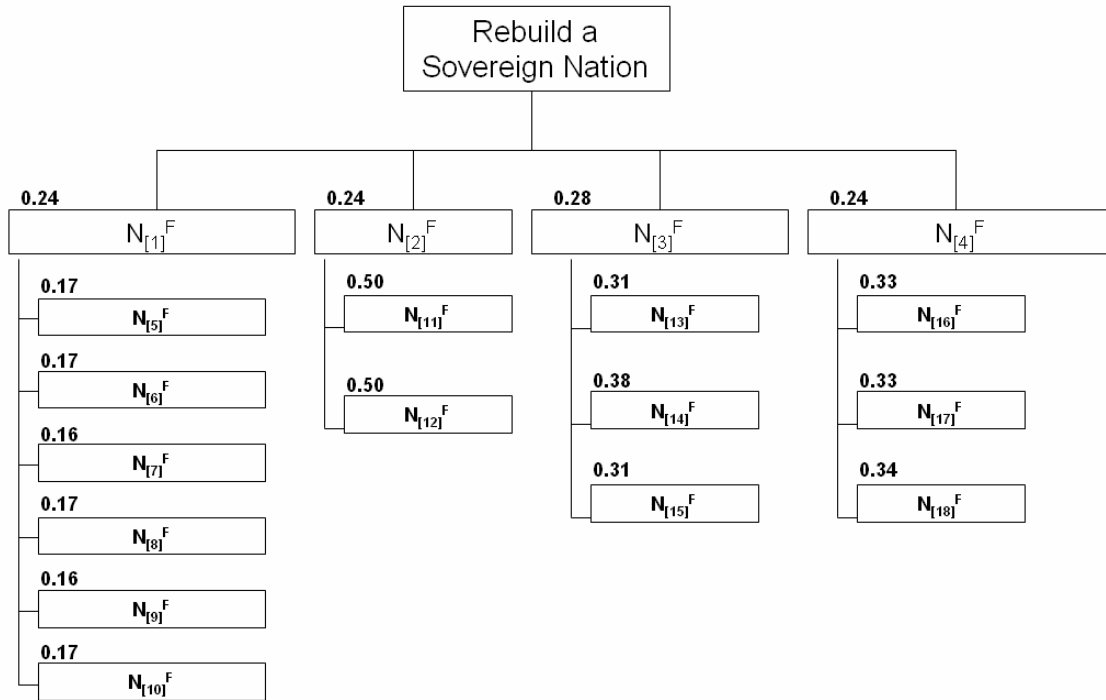 Rebuild a
Sovereign Nation
0.24
N[1]F
0.24
N[2]F
0.28
N[3]F
0.24
N[4]F
0.17
N[5]F
0.17
N[6]F
0.16
N[7]F
0.17
N[8]F
0.16
N[9]F
0.17
N[10]F
0.50
N[11]F
0.50
N[12]F
0.31
N[13]F
0.38
N[14]F
0.31
N[15]F
0.33
N[16]F
0.33
N[17]F
0.34
N[18]F